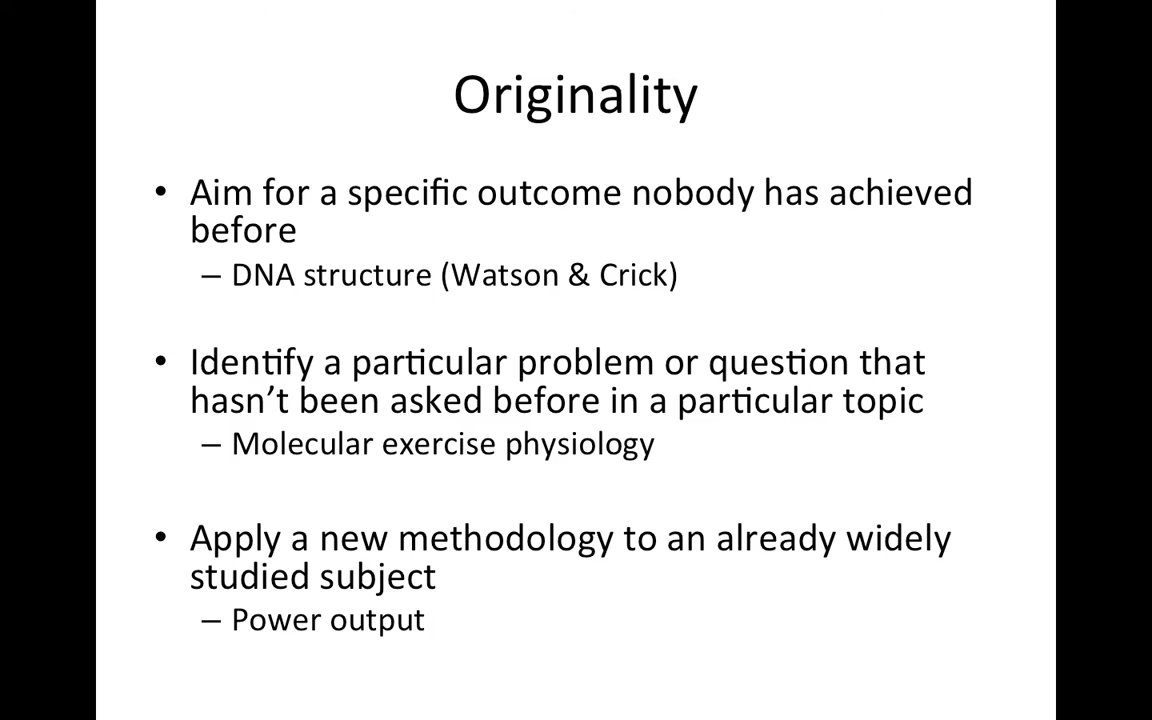 Originality
• Aim for a specific outcome nobody has achieved
before
– DNA structure (Watson & Crick)
• Identify a particular problem or question that
hasn’t been asked before in a particular topic
– Molecular exercise physiology
• Apply a new methodology to an already widely
studied subject
– Power output